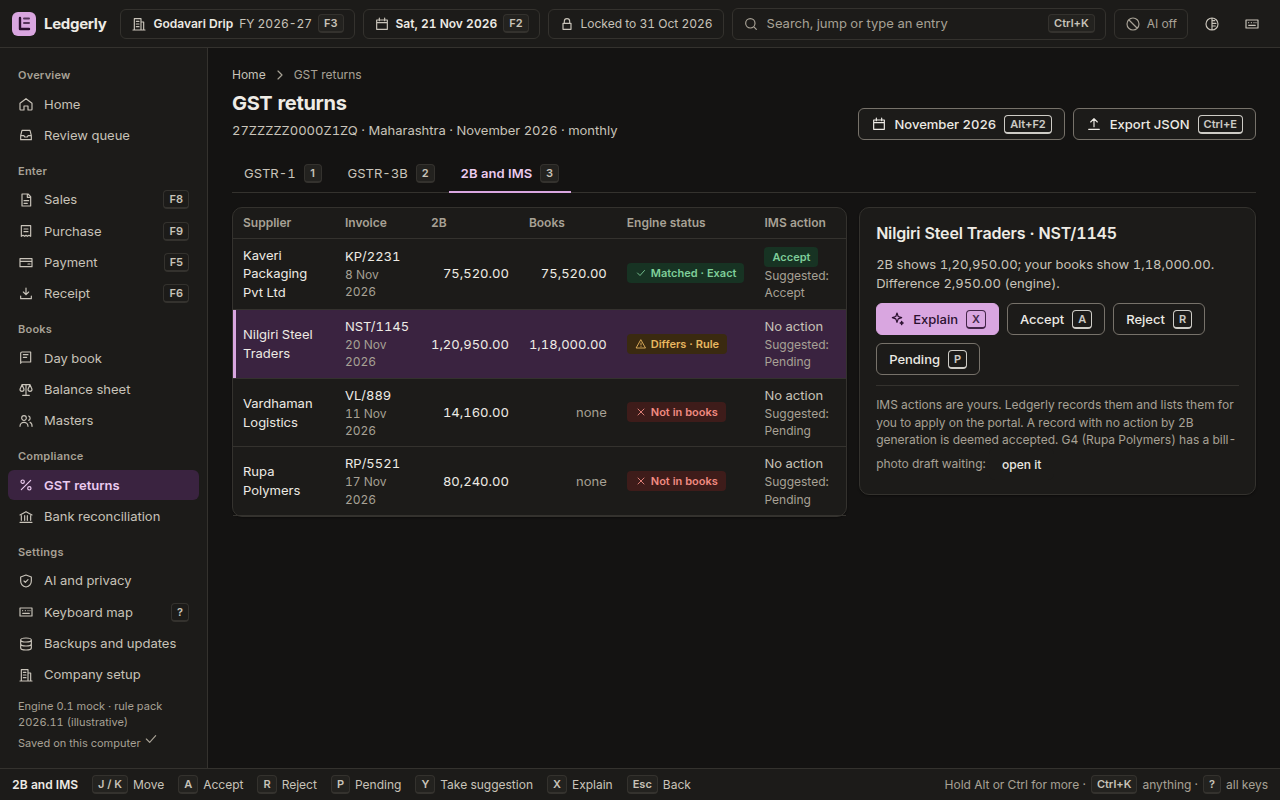 Ledgerly
Godavari Drip FY 2026-27 F3
Sat, 21 Nov 2026 F2
Locked to 31 Oct 2026
Search, jump or type an entry Ctrl+K
AI off
Overview
Home
Review queue
Enter
Sales F8
Purchase F9
Payment F5
Receipt F6
Books
Day book
Balance sheet
Masters
Compliance
GST returns
Bank reconciliation
Settings
AI and privacy
Keyboard map ?
Backups and updates
Company setup
Engine 0.1 mock · rule pack
2026.11 (illustrative)
Saved on this computer
Home > GST returns
GST returns
27ZZZZZ0000Z1ZQ · Maharashtra · November 2026 · monthly
November 2026 Alt+F2
Export JSON Ctrl+E
GSTR-1 1 GSTR-3B 2 2B and IMS 3
Supplier Invoice 2B Books Engine status IMS action
Kaveri
Packaging
Pvt Ltd
KP/2231
8 Nov
2026
75,520.00
75,520.00
Matched · Exact
Accept
Suggested:
Accept
Nilgiri Steel
Traders
NST/1145
20 Nov
2026
1,20,950.00
1,18,000.00
Differs · Rule
No action
Suggested:
Pending
Vardhaman
Logistics
VL/889
11 Nov
2026
14,160.00
none
Not in books
No action
Suggested:
Pending
Rupa
Polymers
RP/5521
17 Nov
2026
80,240.00
none
Not in books
No action
Suggested:
Pending
Nilgiri Steel Traders · NST/1145
2B shows 1,20,950.00; your books show 1,18,000.00.
Difference 2,950.00 (engine).
Explain X Accept A Reject R
Pending P
IMS actions are yours. Ledgerly records them and lists them for
you to apply on the portal. A record with no action by 2B
generation is deemed accepted. G4 (Rupa Polymers) has a bill-
photo draft waiting: open it
2B and IMS J / K Move A Accept R Reject P Pending Y Take suggestion X Explain Esc Back
Hold Alt or Ctrl for more · Ctrl+K anything · ? all keys